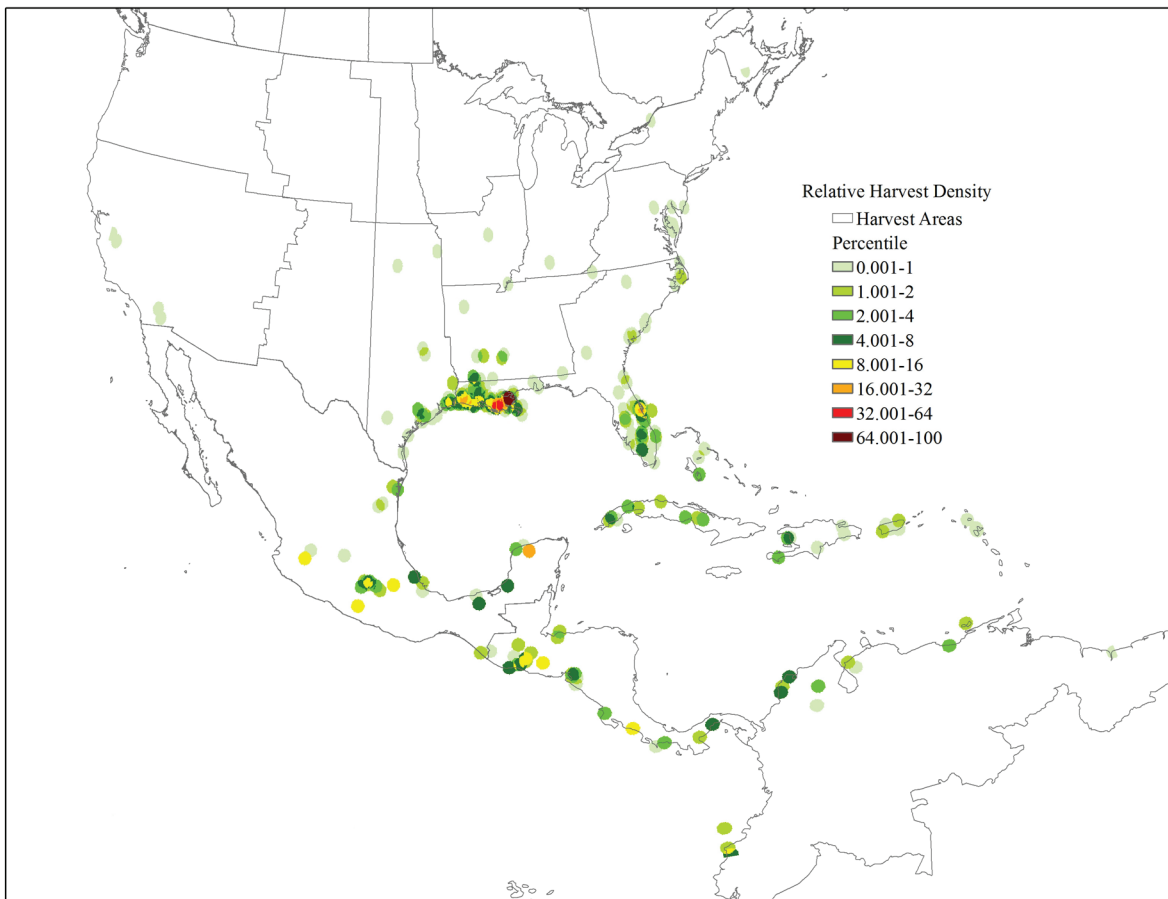 Relative Harvest Density
Harvest Areas
Percentile
0.001-1
1.001-2
2.001-4
4.001-8
8.001-16
16.001-32
32.001-64
64.001-100